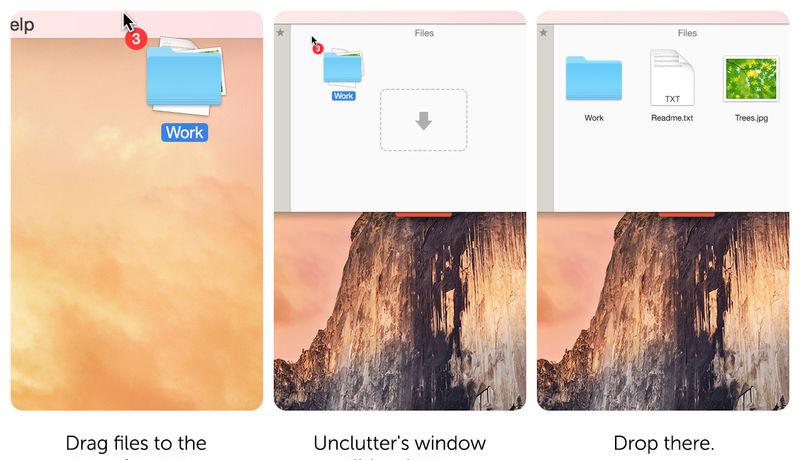 elp
3
Work
Files
3
Work
Files
TXT
Work
Readme.txt
Trees.jpg
Drag files to the
Unclutter's window
Drop there.